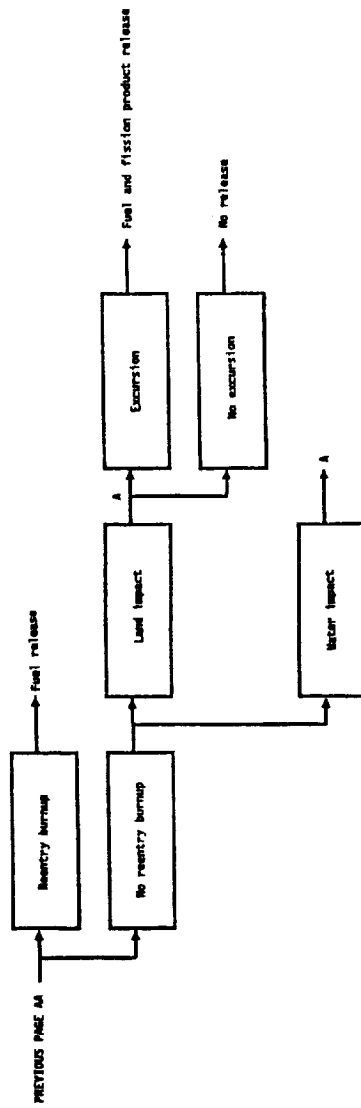 PREVIOUS PAGE AA
Reentry burnup
Fuel release
No reentry burnup
Land impact
A
Excursion
Fuel and fission product release
No excursion
No release
Water impact
A